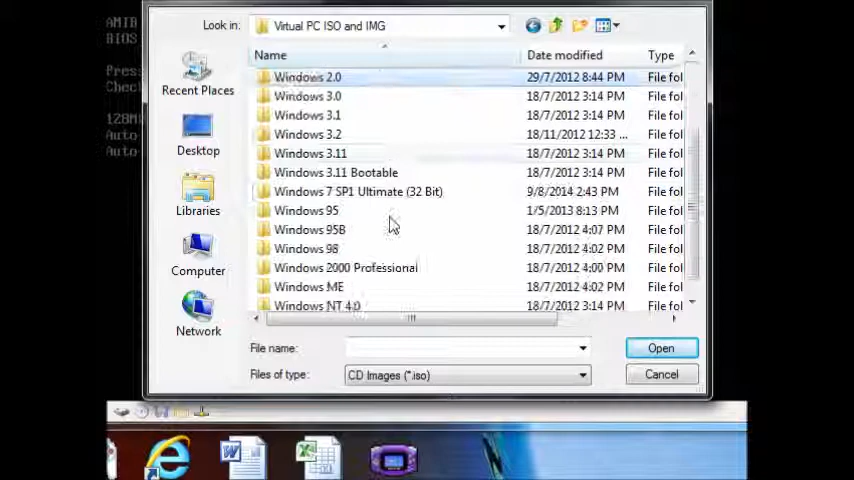 AMIB
BIOS
Look in: Virtual PC ISO and IMG
Name Date modified Type
Windows 2.0 29/7/2012 8:44 PM File fol
Windows 3.0 18/7/2012 3:14 PM File fol
Windows 3.1 18/7/2012 3:14 PM File fol
Windows 3.2 18/11/2012 12:33 ... File fol
Windows 3.11 18/7/2012 3:14 PM File fol
Windows 3.11 Bootable 18/7/2012 3:14 PM File fol
Windows 7 SP1 Ultimate (32 Bit) 9/8/2014 2:43 PM File fol
Windows 95 1/5/2013 8:13 PM File fol
Windows 95B 18/7/2012 4:07 PM File fol
Windows 98 18/7/2012 4:02 PM File fol
Windows 2000 Professional 18/7/2012 4:00 PM File fol
Windows ME 18/7/2012 4:02 PM File fol
Windows NT 4.0 18/7/2012 3:14 PM File fol
Recent Places
Desktop
Libraries
Computer
Network
Press
Chec
128M
Auto-
Auto-
File name: Open
Files of type: CD Images (*.iso) Cancel